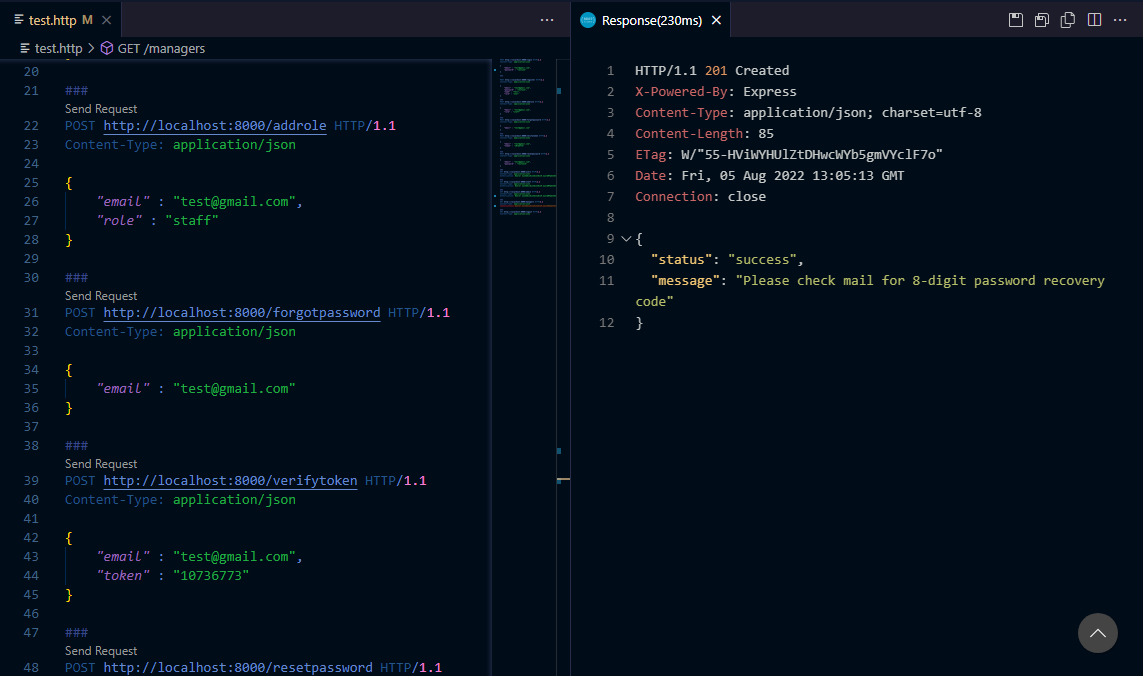 test.http M
test.http > GET /managers
20
21 ###
Send Request
22 POST http://localhost:8000/addrole HTTP/1.1
23 Content-Type: application/json
24
25 {
26 "email" : "test@gmail.com",
27 "role" : "staff"
28 }
29
30 ###
Send Request
31 POST http://localhost:8000/forgotpassword HTTP/1.1
32 Content-Type: application/json
33
34 {
35 "email" : "test@gmail.com"
36 }
37
38 ###
Send Request
39 POST http://localhost:8000/verifytoken HTTP/1.1
40 Content-Type: application/json
41
42 {
43 "email" : "test@gmail.com",
44 "token" : "10736773"
45 }
46
47 ###
Send Request
48 POST http://localhost:8000/resetpassword HTTP/1.1
Response(230ms)
1 HTTP/1.1 201 Created
2 X-Powered-By: Express
3 Content-Type: application/json; charset=utf-8
4 Content-Length: 85
5 ETag: W/"55-HViWYHUlZtDHwcWYb5gmVYclF7o"
6 Date: Fri, 05 Aug 2022 13:05:13 GMT
7 Connection: close
8
9 {
10 "status": "success",
11 "message": "Please check mail for 8-digit password recovery
code"
12 }